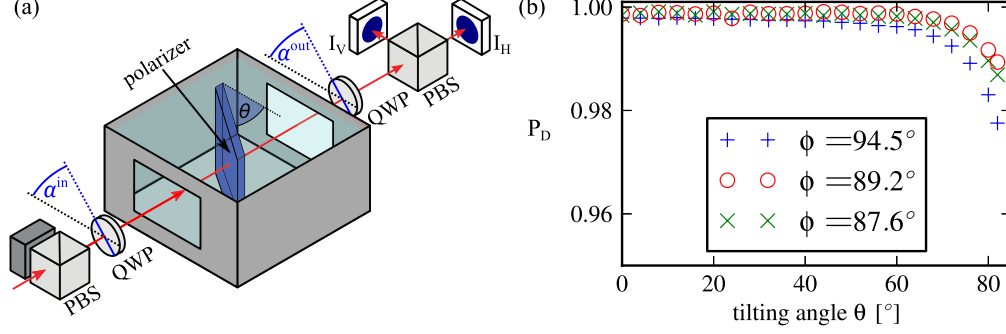 (a)
I_V
I_H
α^out
PBS
QWP
polarizer
θ
α^in
QWP
PBS
(b)
1.00
0.98
0.96
P_D
ϕ =94.5°
ϕ =89.2°
ϕ =87.6°
0 20 40 60 80
tilting angle θ [°]